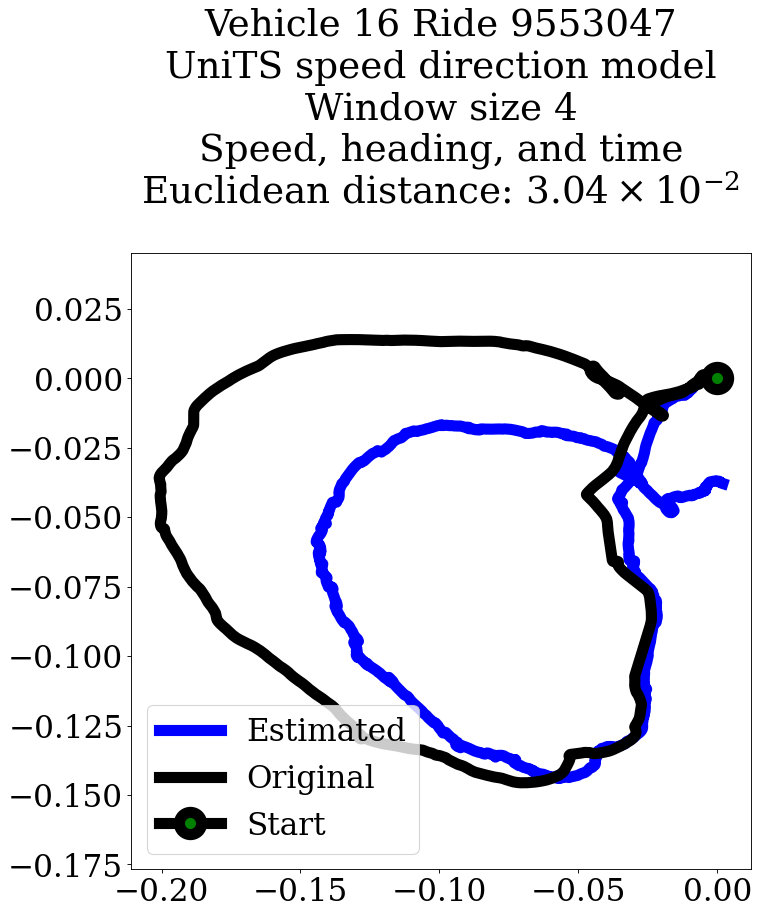 Vehicle 16 Ride 9553047
UniTS speed direction model
Window size 4
Speed, heading, and time
Euclidean distance: 3.04 × 10⁻²
0.025
0.000
−0.025
−0.050
−0.075
−0.100
−0.125
−0.150
−0.175
Estimated
Original
Start
−0.20 −0.15 −0.10 −0.05 0.00